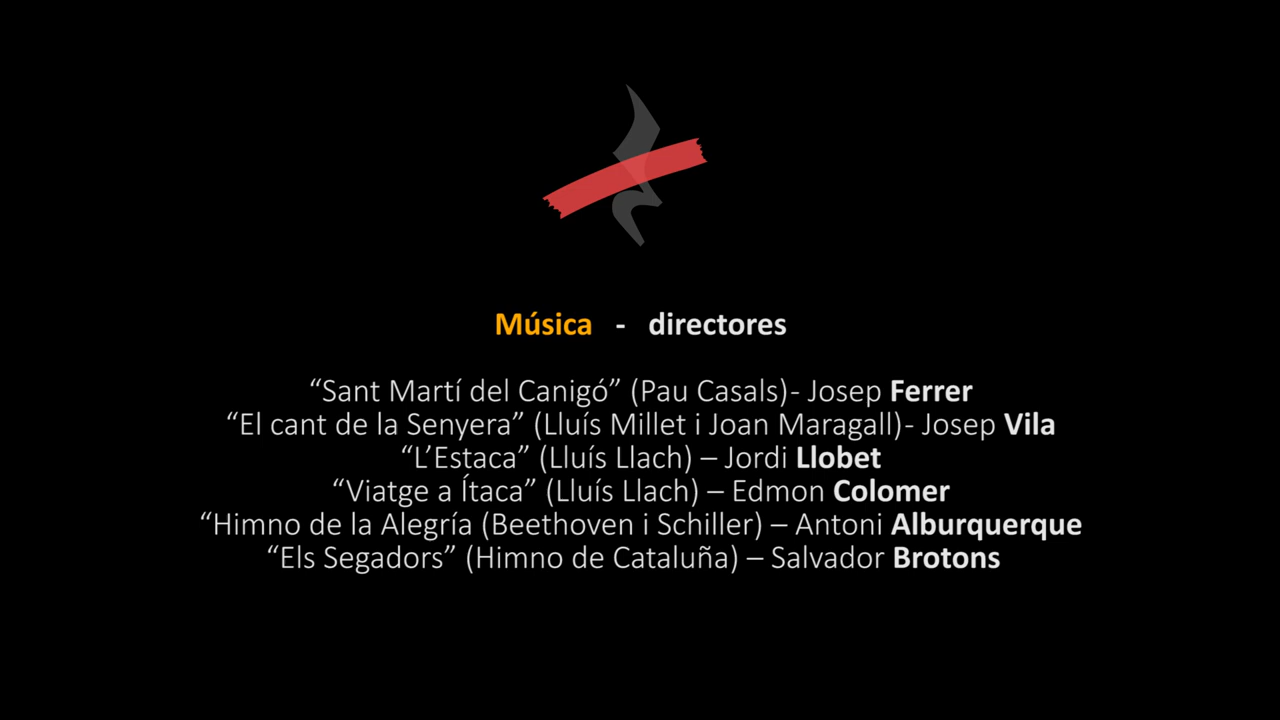 Música - directores
“Sant Martí del Canigó” (Pau Casals)- Josep Ferrer
“El cant de la Senyera” (Lluís Millet i Joan Maragall)- Josep Vila
“L’Estaca” (Lluís Llach) – Jordi Llobet
“Viatge a Ítaca” (Lluís Llach) – Edmon Colomer
“Himno de la Alegría (Beethoven i Schiller) – Antoni Alburquerque
“Els Segadors” (Himno de Cataluña) – Salvador Brotons